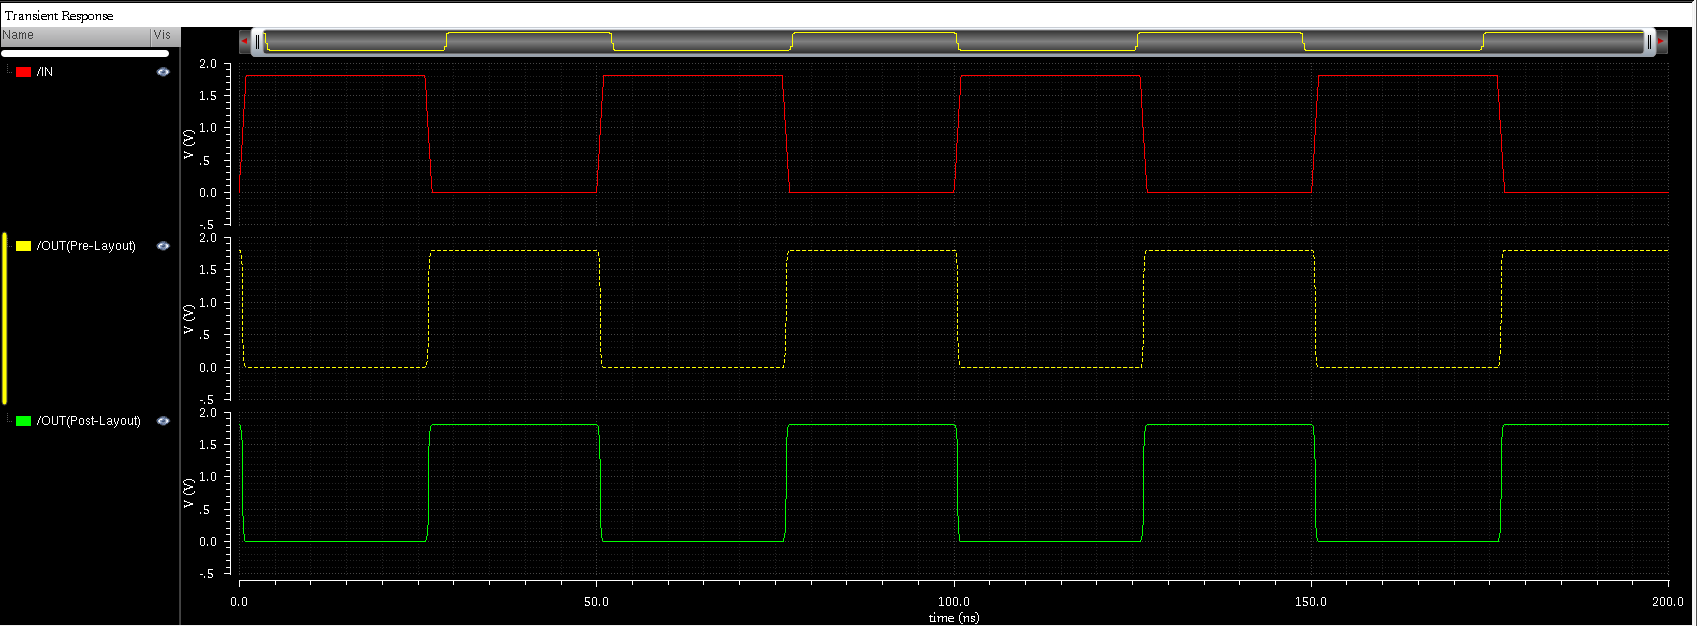 Transient Response
Name Vis
/IN
2.0
1.5
1.0
.5
0.0
-.5
V (V)
/OUT(Pre-Layout)
2.0
1.5
1.0
.5
0.0
-.5
V (V)
/OUT(Post-Layout)
2.0
1.5
1.0
.5
0.0
-.5
V (V)
0.0 50.0 100.0 150.0 200.0
time (ns)